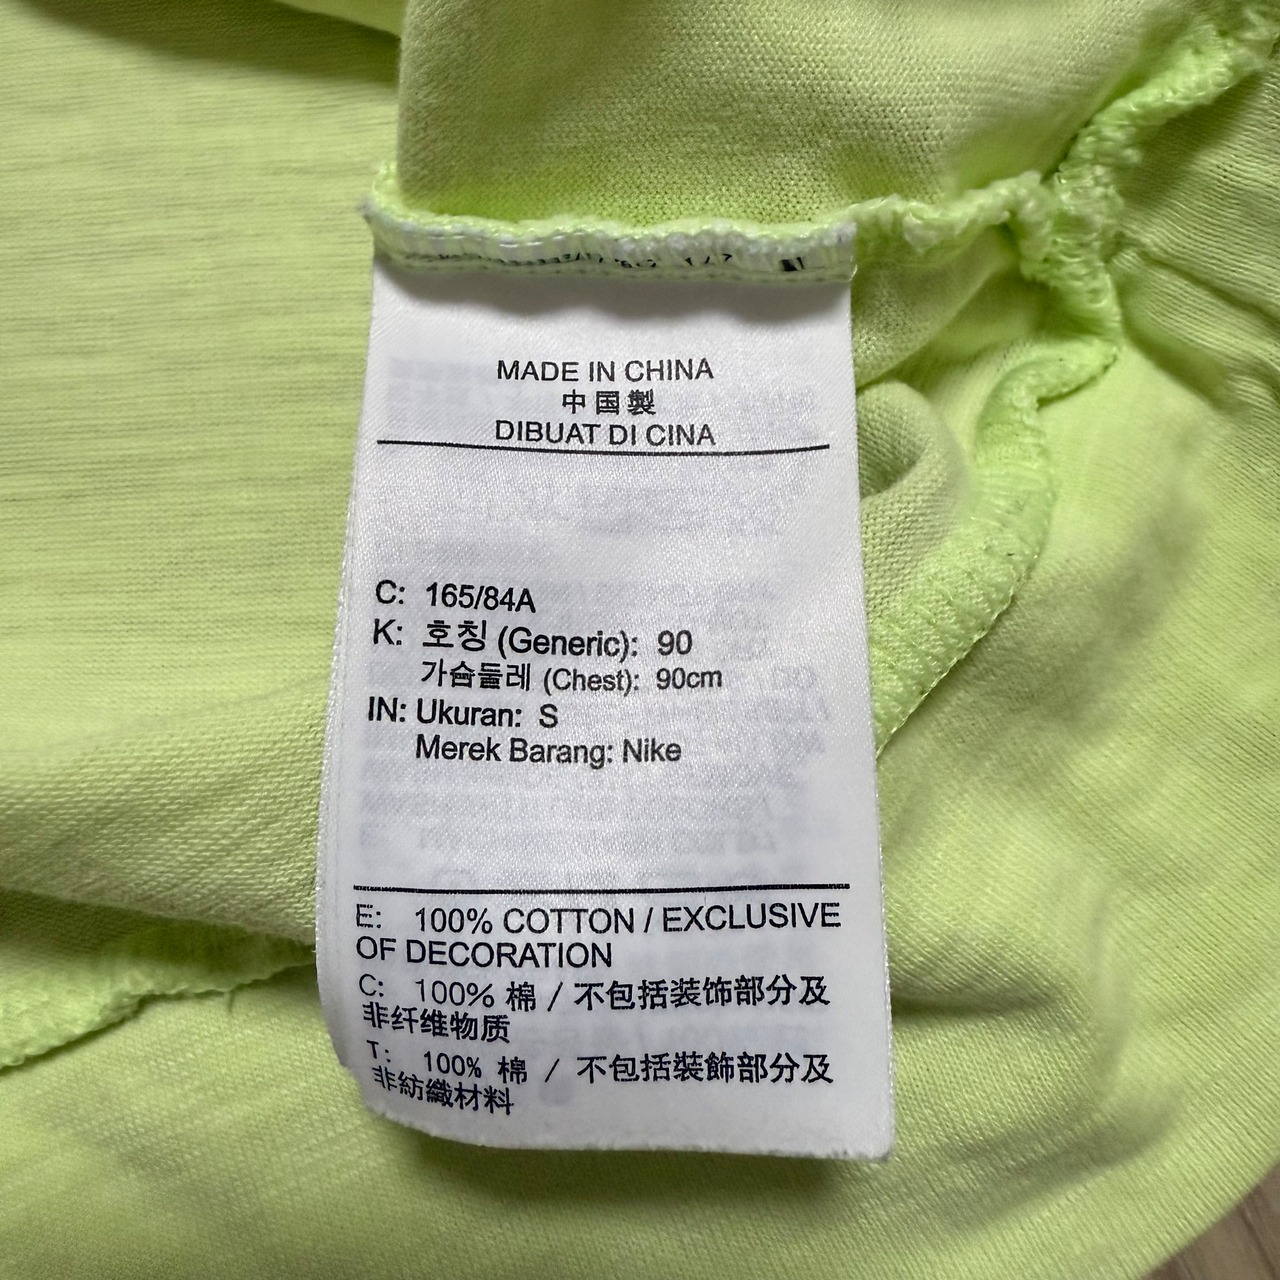 MADE IN CHINA
中国製
DIBUAT DI CINA
C: 165/84A
K: 호칭 (Generic): 90
가슴둘레 (Chest): 90cm
IN: Ukuran: S
Merek Barang: Nike
E: 100% COTTON / EXCLUSIVE
OF DECORATION
C: 100% 棉 / 不包括装饰部分及
非纤维物质
T: 100% 棉 / 不包括裝飾部分及
非紡織材料